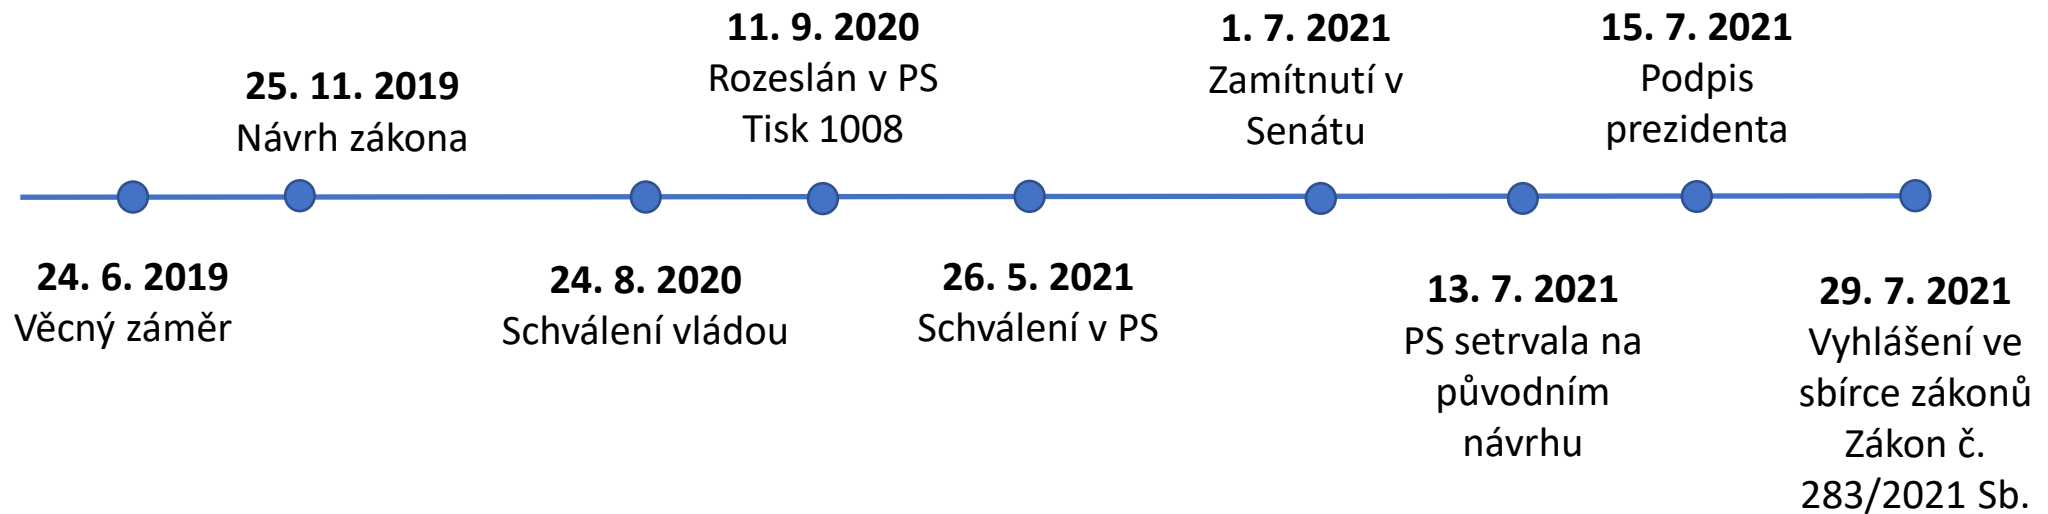 24. 6. 2019
Věcný záměr
25. 11. 2019
Návrh zákona
24. 8. 2020
Schválení vládou
11. 9. 2020
Rozeslán v PS
Tisk 1008
26. 5. 2021
Schválení v PS
1. 7. 2021
Zamítnutí v
Senátu
13. 7. 2021
PS setrvala na
původním
návrhu
15. 7. 2021
Podpis
prezidenta
29. 7. 2021
Vyhlášení ve
sbírce zákonů
Zákon č.
283/2021 Sb.